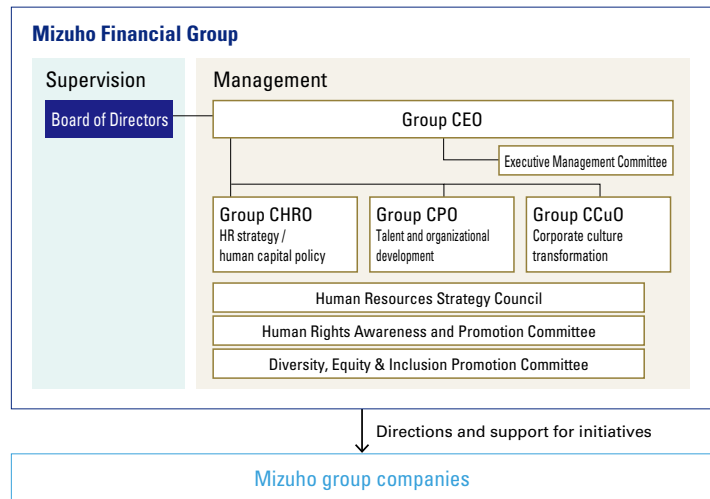 Mizuho Financial Group
Supervision
Management
Board of Directors
Group CEO
Executive Management Committee
Group CHRO
HR strategy /
human capital policy
Group CPO
Talent and organizational
development
Group CCuO
Corporate culture
transformation
Human Resources Strategy Council
Human Rights Awareness and Promotion Committee
Diversity, Equity & Inclusion Promotion Committee
Directions and support for initiatives
Mizuho group companies